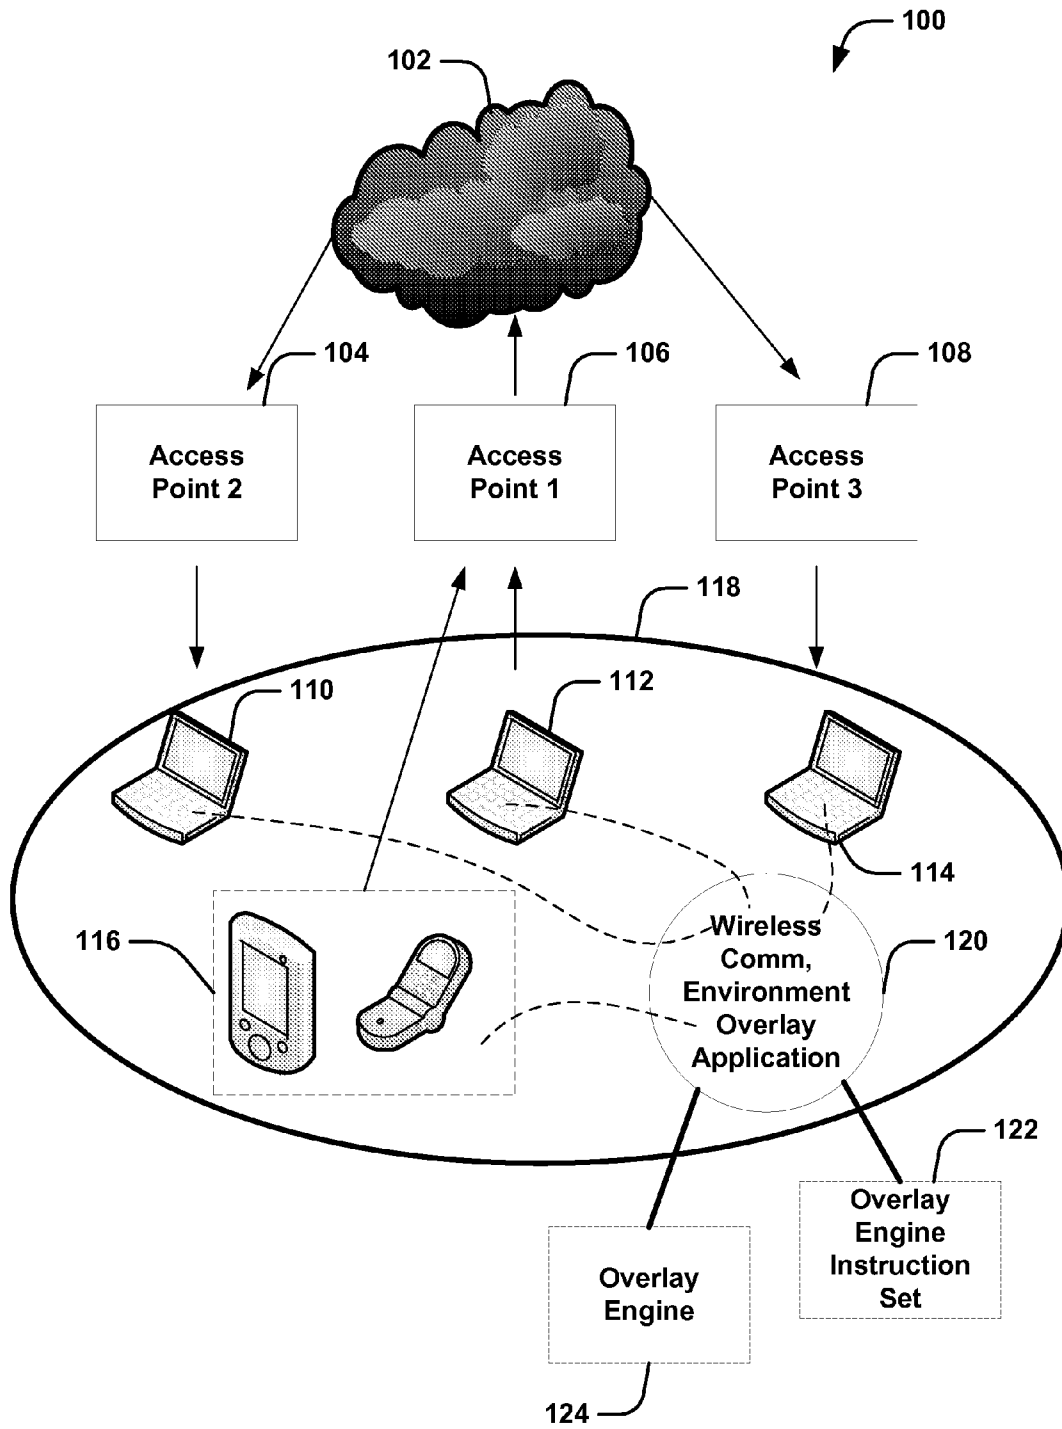 100
102
104
106
108
Access
Point 2
Access
Point 1
Access
Point 3
118
110
112
114
116
Wireless
Comm,
Environment
Overlay
Application
120
122
Overlay
Engine
Instruction
Set
Overlay
Engine
124